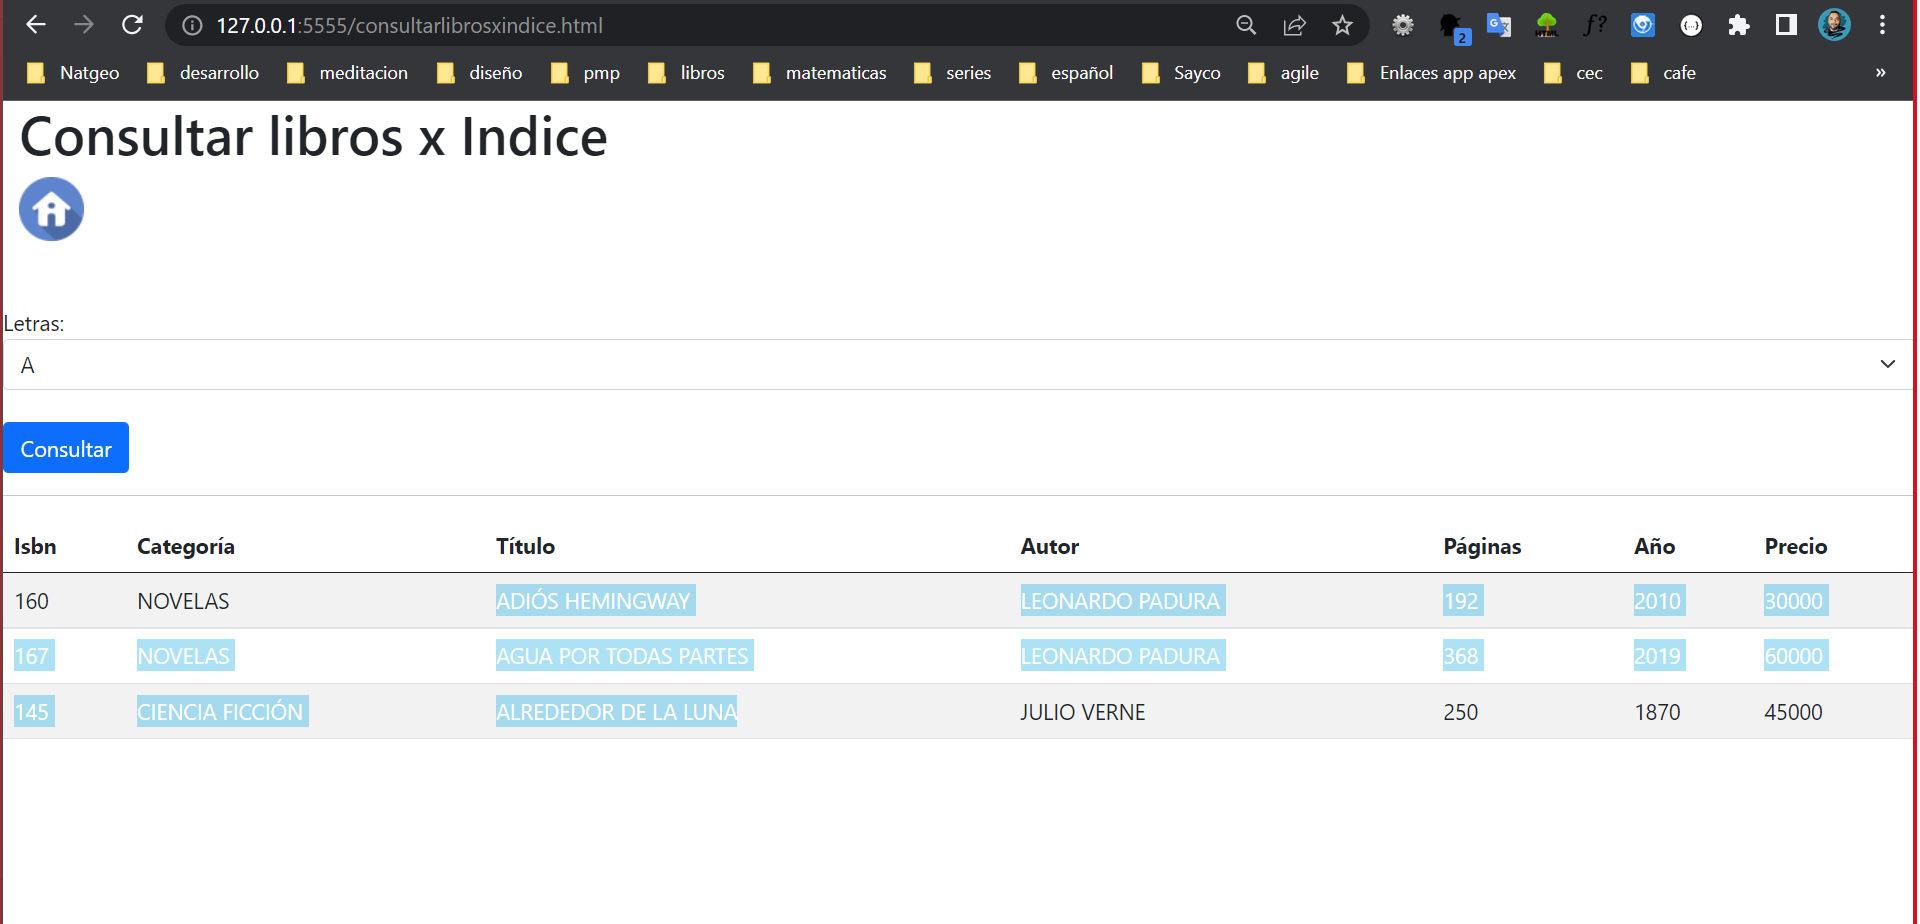 127.0.0.1:5555/consultarlibrosxindice.html
2
Natgeo desarrollo meditacion diseño pmp libros matematicas series español Sayco agile Enlaces app apex cec cafe »
Consultar libros x Indice
Letras:
A
Consultar
Isbn Categoría Título Autor Páginas Año Precio
160 NOVELAS ADIÓS HEMINGWAY LEONARDO PADURA 192 2010 30000
167 NOVELAS AGUA POR TODAS PARTES LEONARDO PADURA 368 2019 60000
145 CIENCIA FICCIÓN ALREDEDOR DE LA LUNA JULIO VERNE 250 1870 45000